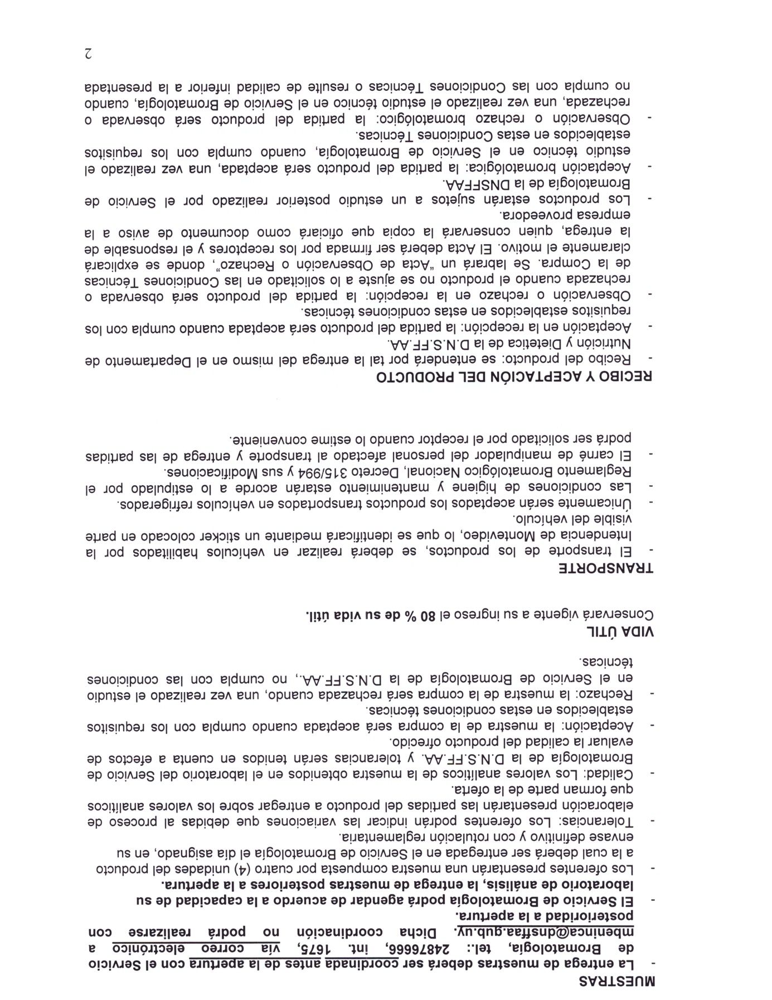 MUESTRAS
- La entrega de muestras deberá ser coordinada antes de la apertura con el Servicio
de Bromatología, tel.: 24876666, int. 1675, vía correo electrónico a
mbeninca@dnsffaa.gub.uy. Dicha coordinación no podrá realizarse con
posterioridad a la apertura.
- El Servicio de Bromatología podrá agendar de acuerdo a la capacidad de su
laboratorio de análisis, la entrega de muestras posteriores a la apertura.
- Los oferentes presentarán una muestra compuesta por cuatro (4) unidades del producto
a la cual deberá ser entregada en el Servicio de Bromatología el día asignado, en su
envase definitivo y con rotulación reglamentaria.
- Tolerancias: Los oferentes podrán indicar las variaciones que debidas al proceso de
elaboración presentarán las partidas del producto a entregar sobre los valores analíticos
que forman parte de la oferta.
- Calidad: Los valores analíticos de la muestra obtenidos en el laboratorio del Servicio de
Bromatología de la D.N.S.FF.AA. y tolerancias serán tenidos en cuenta a efectos de
evaluar la calidad del producto ofrecido.
- Aceptación: la muestra de la compra será aceptada cuando cumpla con los requisitos
establecidos en estas condiciones técnicas.
- Rechazo: la muestra de la compra será rechazada cuando, una vez realizado el estudio
en el Servicio de Bromatología de la D.N.S.FF.AA., no cumpla con las condiciones
técnicas.
VIDA ÚTIL
Conservará vigente a su ingreso el 80 % de su vida útil.
TRANSPORTE
- El transporte de los productos, se deberá realizar en vehículos habilitados por la
Intendencia de Montevideo, lo que se identificará mediante un sticker colocado en parte
visible del vehículo.
- Únicamente serán aceptados los productos transportados en vehículos refrigerados.
- Las condiciones de higiene y mantenimiento estarán acorde a lo estipulado por el
Reglamento Bromatológico Nacional, Decreto 315/994 y sus Modificaciones.
- El carné de manipulador del personal afectado al transporte y entrega de las partidas
podrá ser solicitado por el receptor cuando lo estime conveniente.
RECIBO Y ACEPTACIÓN DEL PRODUCTO
- Recibo del producto: se entenderá por tal la entrega del mismo en el Departamento de
Nutrición y Dietetica de la D.N.S.FF.AA.
- Aceptación en la recepción: la partida del producto será aceptada cuando cumpla con los
requisitos establecidos en estas condiciones técnicas.
- Observación o rechazo en la recepción: la partida del producto será observada o
rechazada cuando el producto no se ajuste a lo solicitado en las Condiciones Técnicas
de la Compra. Se labrará un "Acta de Observación o Rechazo", donde se explicará
claramente el motivo. El Acta deberá ser firmada por los receptores y el responsable de
la entrega, quien conservará la copia que oficiará como documento de aviso a la
empresa proveedora.
- Los productos estarán sujetos a un estudio posterior realizado por el Servicio de
Bromatología de la DNSFFAA.
- Aceptación bromatológica: la partida del producto será aceptada, una vez realizado el
estudio técnico en el Servicio de Bromatología, cuando cumpla con los requisitos
establecidos en estas Condiciones Técnicas.
- Observación o rechazo bromatológico: la partida del producto será observada o
rechazada, una vez realizado el estudio técnico en el Servicio de Bromatología, cuando
no cumpla con las Condiciones Técnicas o resulte de calidad inferior a la presentada
2